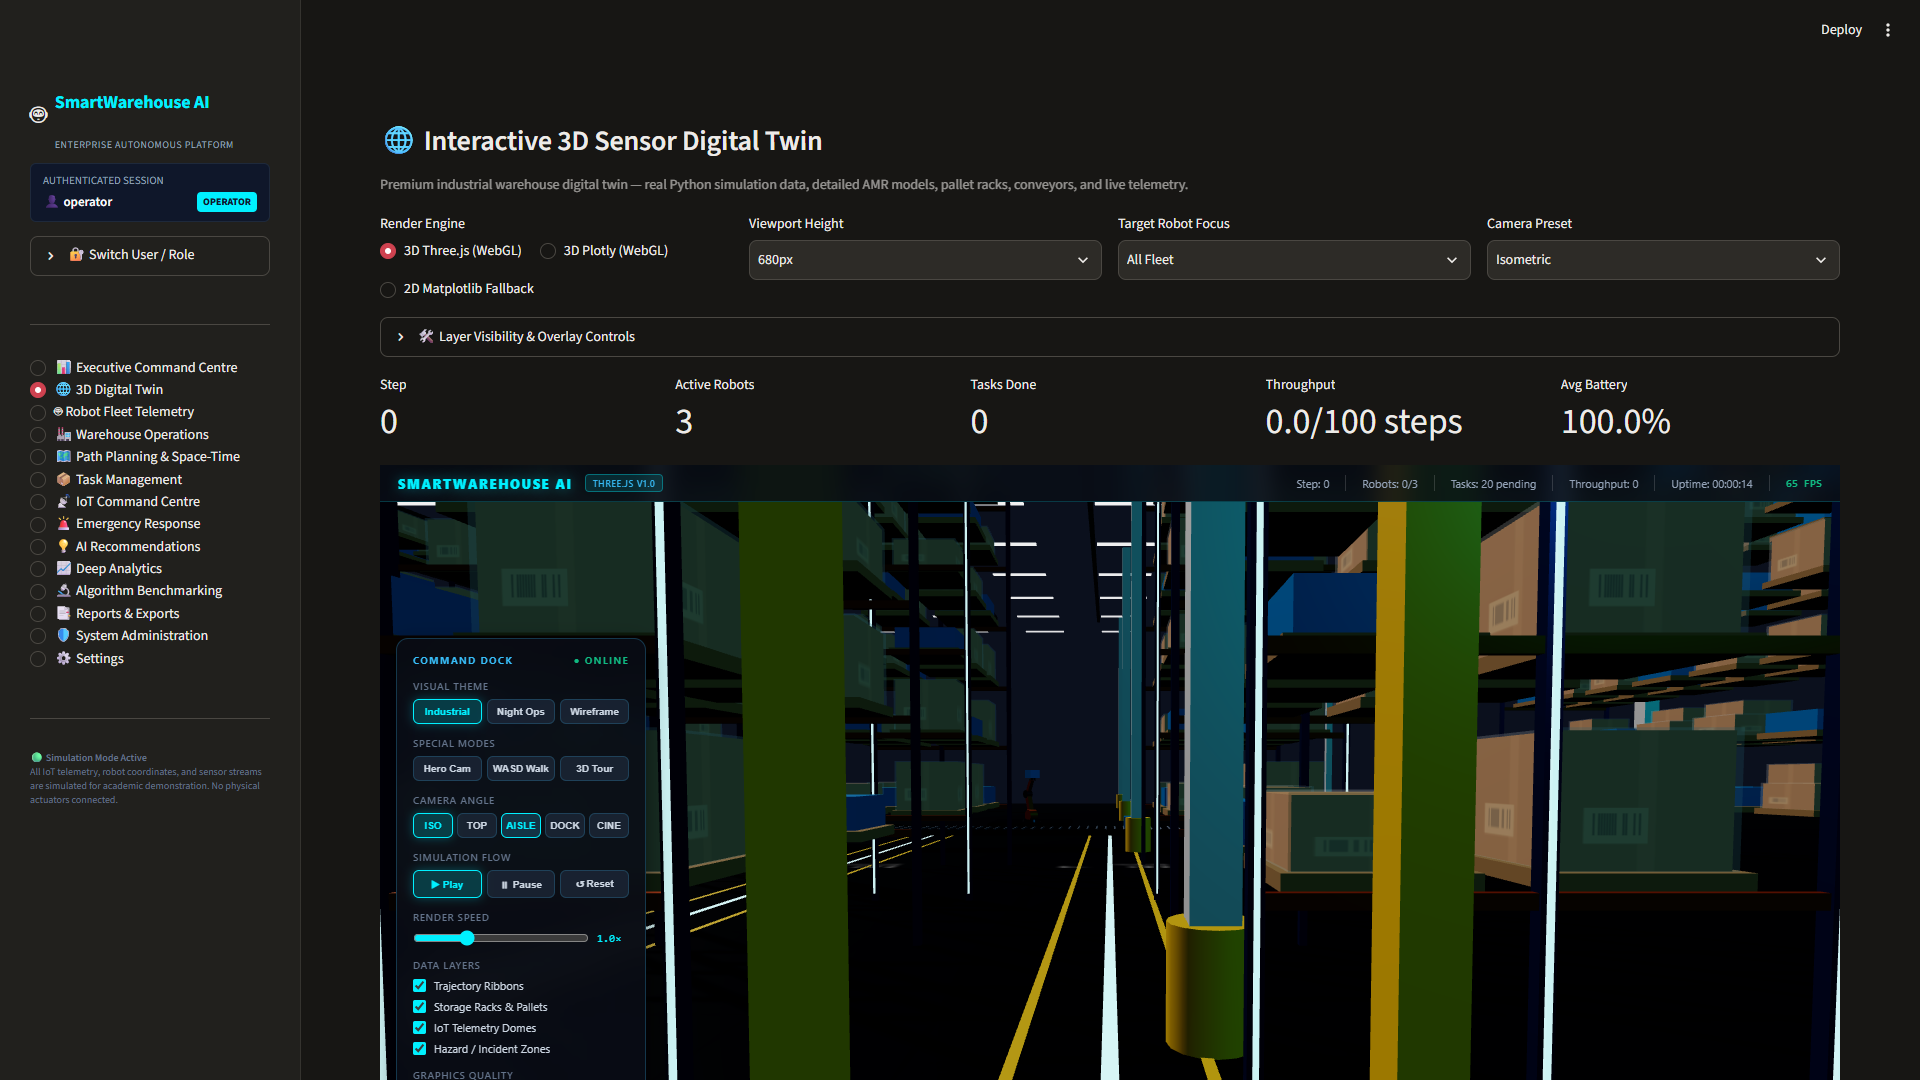 Deploy
SmartWarehouse AI
ENTERPRISE AUTONOMOUS PLATFORM
AUTHENTICATED SESSION
operator
OPERATOR
Switch User / Role
Executive Command Centre
3D Digital Twin
Robot Fleet Telemetry
Warehouse Operations
Path Planning & Space-Time
Task Management
IoT Command Centre
Emergency Response
AI Recommendations
Deep Analytics
Algorithm Benchmarking
Reports & Exports
System Administration
Settings
Simulation Mode Active
All IoT telemetry, robot coordinates, and sensor streams
are simulated for academic demonstration. No physical
actuators connected.
Interactive 3D Sensor Digital Twin
Premium industrial warehouse digital twin — real Python simulation data, detailed AMR models, pallet racks, conveyors, and live telemetry.
Render Engine
3D Three.js (WebGL)
3D Plotly (WebGL)
2D Matplotlib Fallback
Viewport Height
680px
Target Robot Focus
All Fleet
Camera Preset
Isometric
Layer Visibility & Overlay Controls
Step
0
Active Robots
3
Tasks Done
0
Throughput
0.0/100 steps
Avg Battery
100.0%
SMARTWAREHOUSE AI
THREE.JS V1.0
Step: 0
Robots: 0/3
Tasks: 20 pending
Throughput: 0
Uptime: 00:00:14
65 FPS
COMMAND DOCK
ONLINE
VISUAL THEME
Industrial
Night Ops
Wireframe
SPECIAL MODES
Hero Cam
WASD Walk
3D Tour
CAMERA ANGLE
ISO
TOP
AISLE
DOCK
CINE
SIMULATION FLOW
▶ Play
⏸ Pause
↺ Reset
RENDER SPEED
1.0×
DATA LAYERS
Trajectory Ribbons
Storage Racks & Pallets
IoT Telemetry Domes
Hazard / Incident Zones
GRAPHICS QUALITY